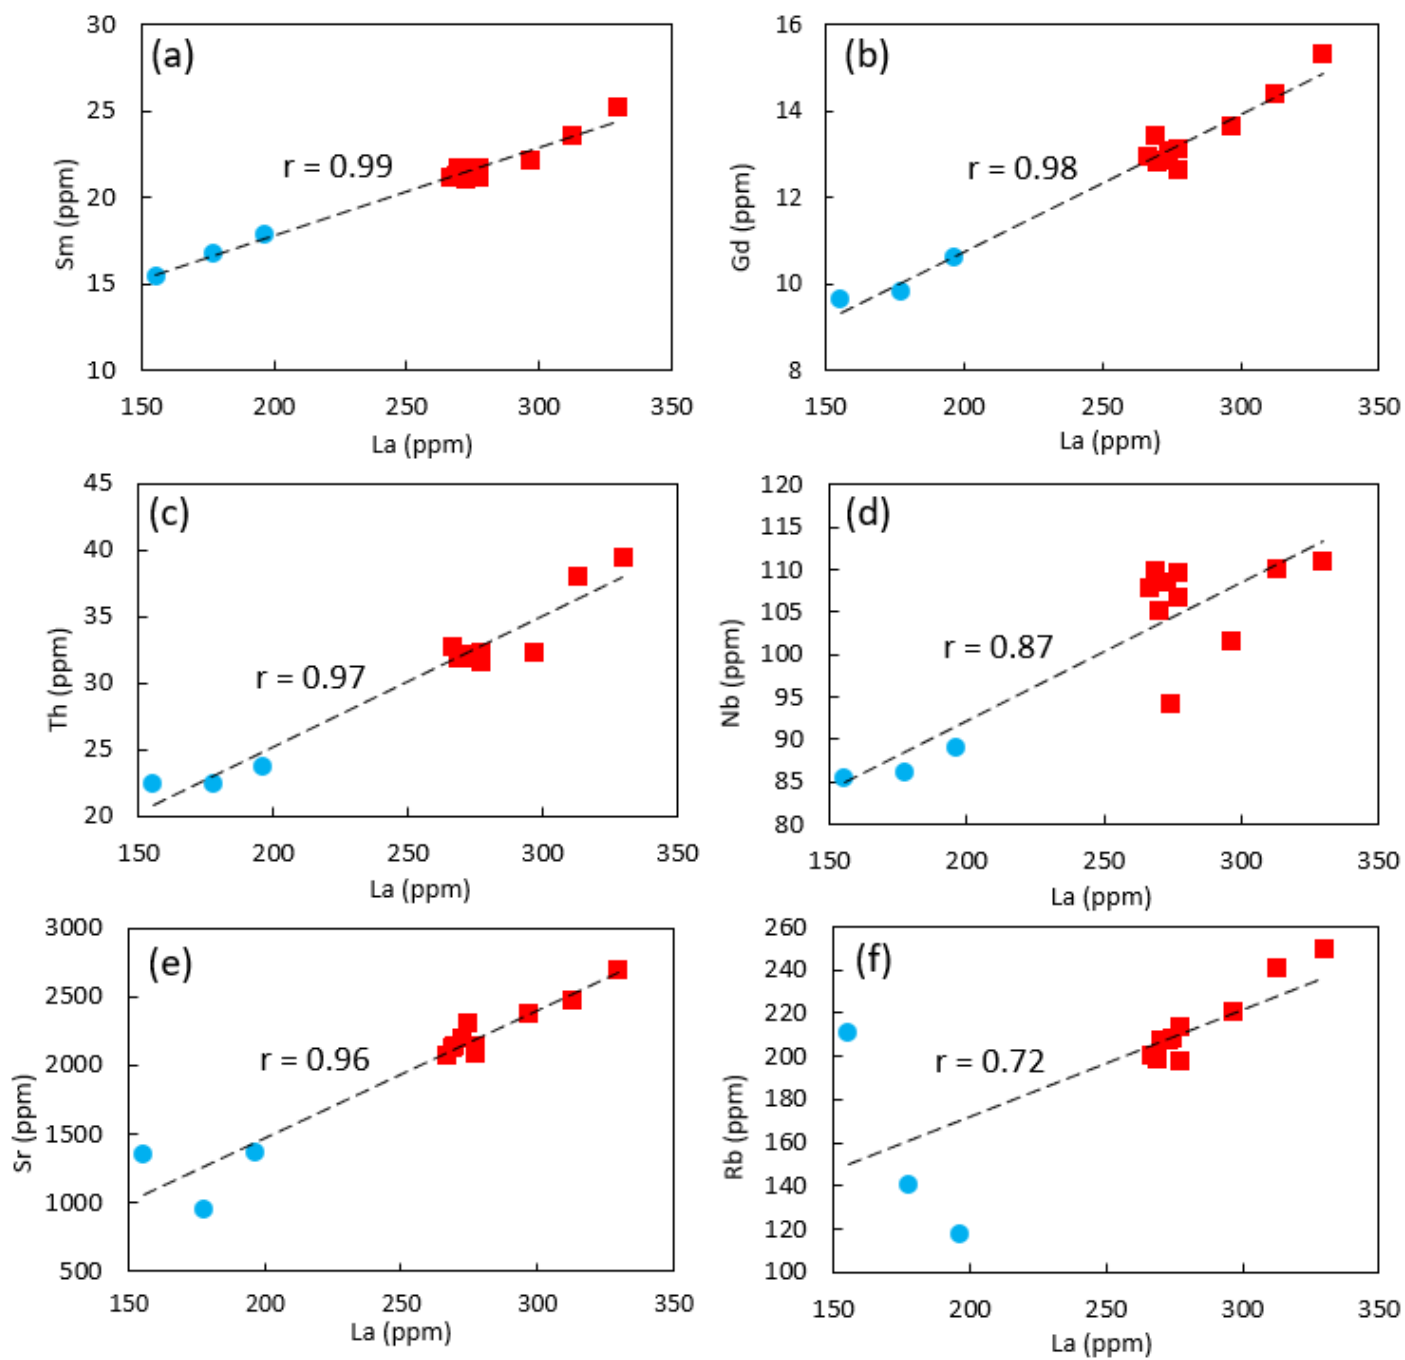 (a)
30
25
20
15
10
Sm (ppm)
r = 0.99
150 200 250 300 350
La (ppm)
(b)
16
14
12
10
8
Gd (ppm)
r = 0.98
150 200 250 300 350
La (ppm)
(c)
45
40
35
30
25
20
Th (ppm)
r = 0.97
150 200 250 300 350
La (ppm)
(d)
120
115
110
105
100
95
90
85
80
Nb (ppm)
r = 0.87
150 200 250 300 350
La (ppm)
(e)
3000
2500
2000
1500
1000
500
Sr (ppm)
r = 0.96
150 200 250 300 350
La (ppm)
(f)
260
240
220
200
180
160
140
120
100
Rb (ppm)
r = 0.72
150 200 250 300 350
La (ppm)